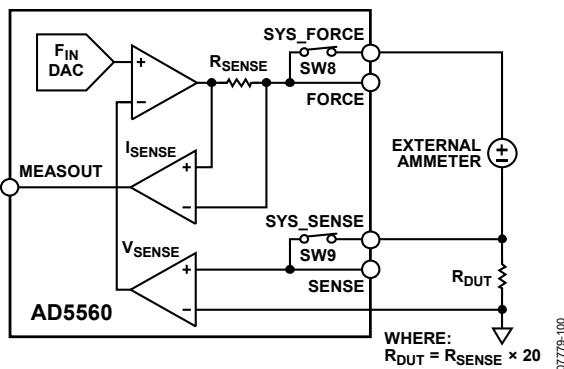 F_IN
DAC
+
−
R_SENSE
SYS_FORCE
SW8
FORCE
I_SENSE
+
−
MEASOUT
EXTERNAL
AMMETER
+
−
V_SENSE
SYS_SENSE
SW9
+
SENSE
−
R_DUT
AD5560
WHERE:
R_DUT = R_SENSE × 20
07779-100